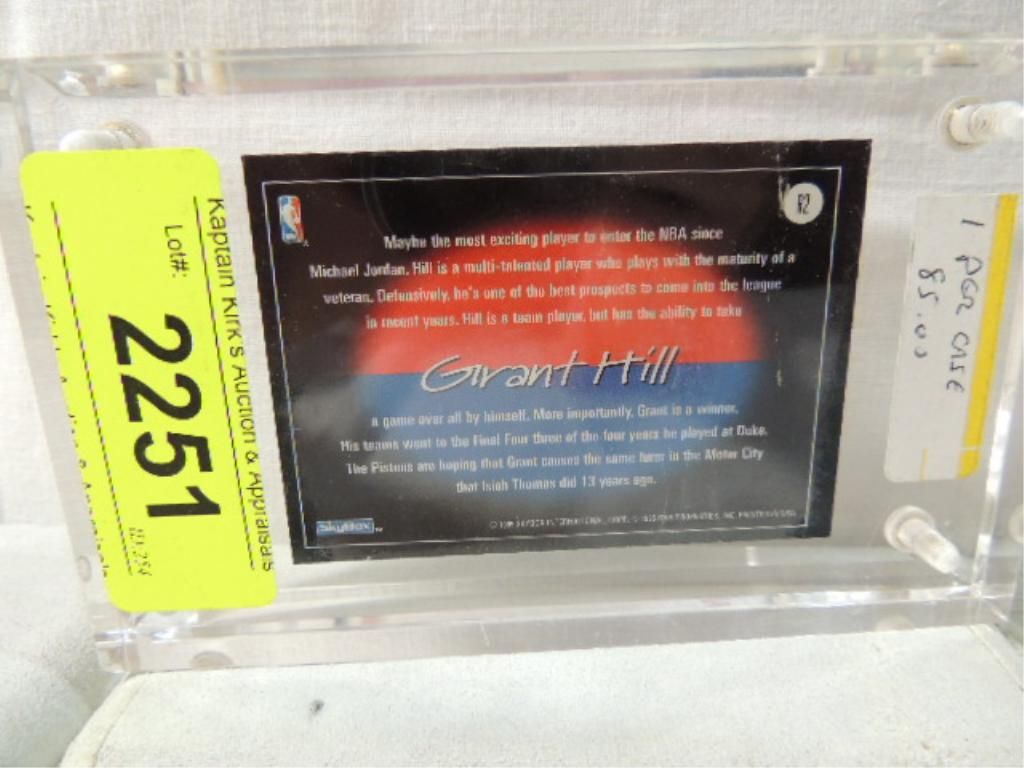 Kaptain Kirk's Auction & Appraisals
Lot#:
2251
Maybe the most exciting player to enter the NBA since
Michael Jordan, Hill is a multi-talented player who plays with the maturity of a
veteran. Defensively, he's one of the best prospects to come into the league
in recent years. Hill is a team player, but has the ability to take
Grant Hill
a game over all by himself. More importantly, Grant is a winner.
His teams went to the Final Four three of the four years he played at Duke.
The Pistons are hoping that Grant causes the same furor in the Motor City
that Isiah Thomas did 13 years ago.
SkyBox TM
1 PER CASE
85.00